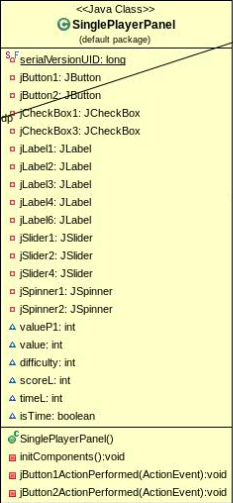 <<Java Class>>
SinglePlayerPanel
(default package)
serialVersionUID: long
jButton1: JButton
jButton2: JButton
jCheckBox1: JCheckBox
dp
jCheckBox3: JCheckBox
jLabel1: JLabel
jLabel2: JLabel
jLabel3: JLabel
jLabel4: JLabel
jLabel6: JLabel
jSlider1: JSlider
jSlider2: JSlider
jSlider4: JSlider
jSpinner1: JSpinner
jSpinner2: JSpinner
valueP1: int
value: int
difficulty: int
scoreL: int
timeL: int
isTime: boolean
SinglePlayerPanel()
initComponents():void
jButton1ActionPerformed(ActionEvent):void
jButton2ActionPerformed(ActionEvent):void